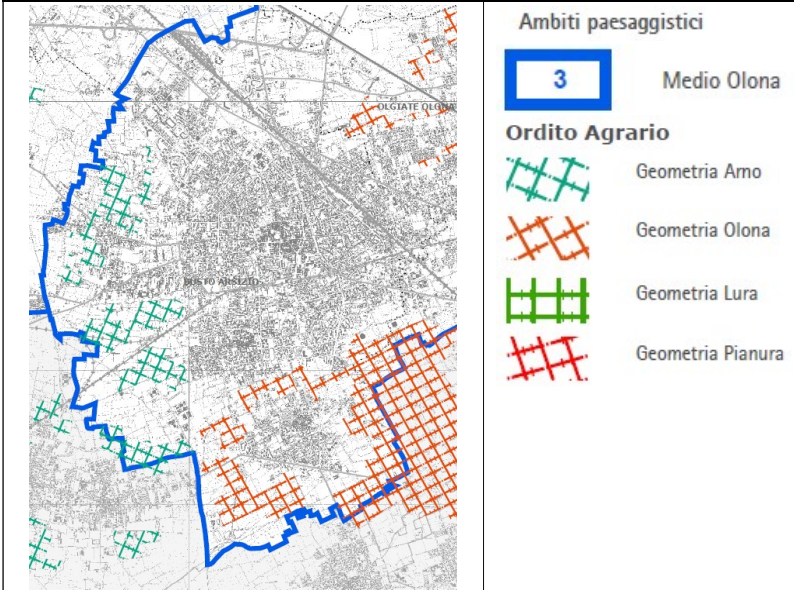 OLGIATE OLONA
BUSTO ARSIZIO
Ambiti paesaggistici
3
Medio Olona
Ordito Agrario
Geometria Arno
Geometria Olona
Geometria Lura
Geometria Pianura